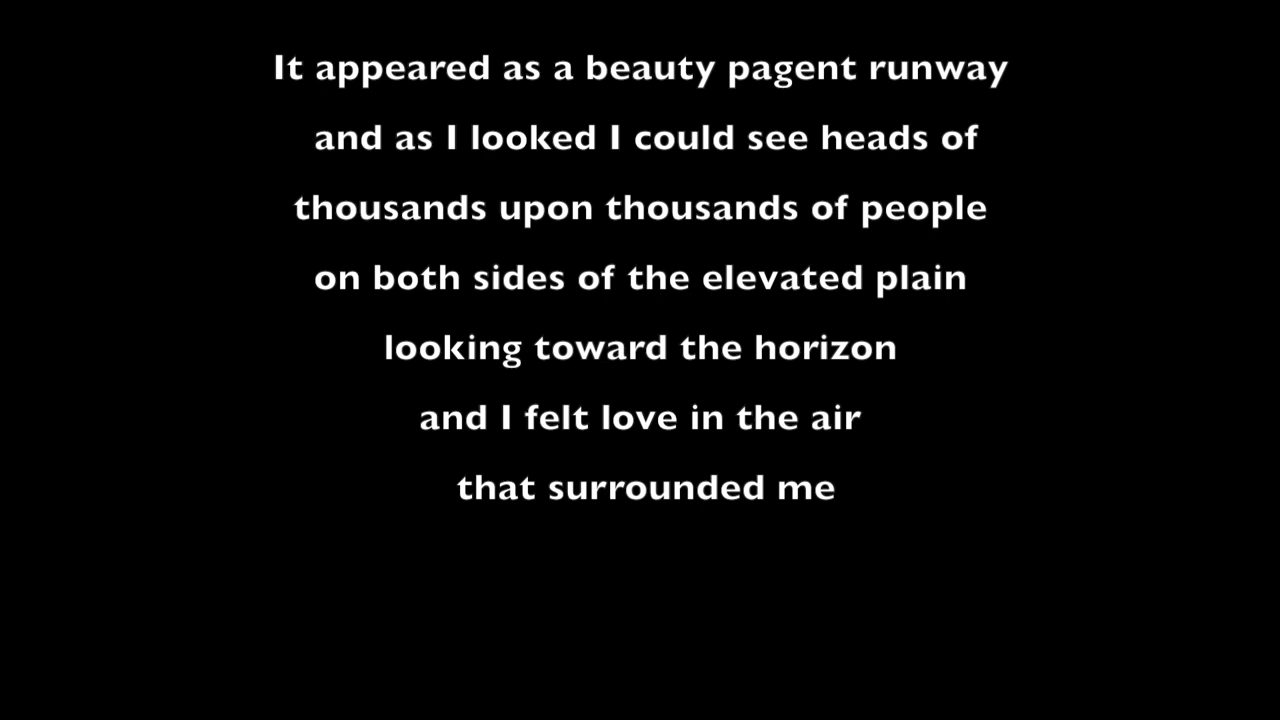 It appeared as a beauty pagent runway
and as I looked I could see heads of
thousands upon thousands of people
on both sides of the elevated plain
looking toward the horizon
and I felt love in the air
that surrounded me